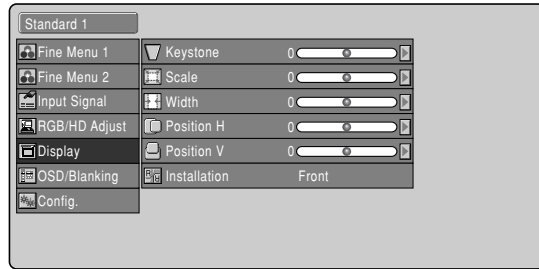 Standard 1
Fine Menu 1
Fine Menu 2
Input Signal
RGB/HD Adjust
Display
OSD/Blanking
Config.
Keystone 0
Scale 0
Width 0
Position H 0
Position V 0
Installation Front